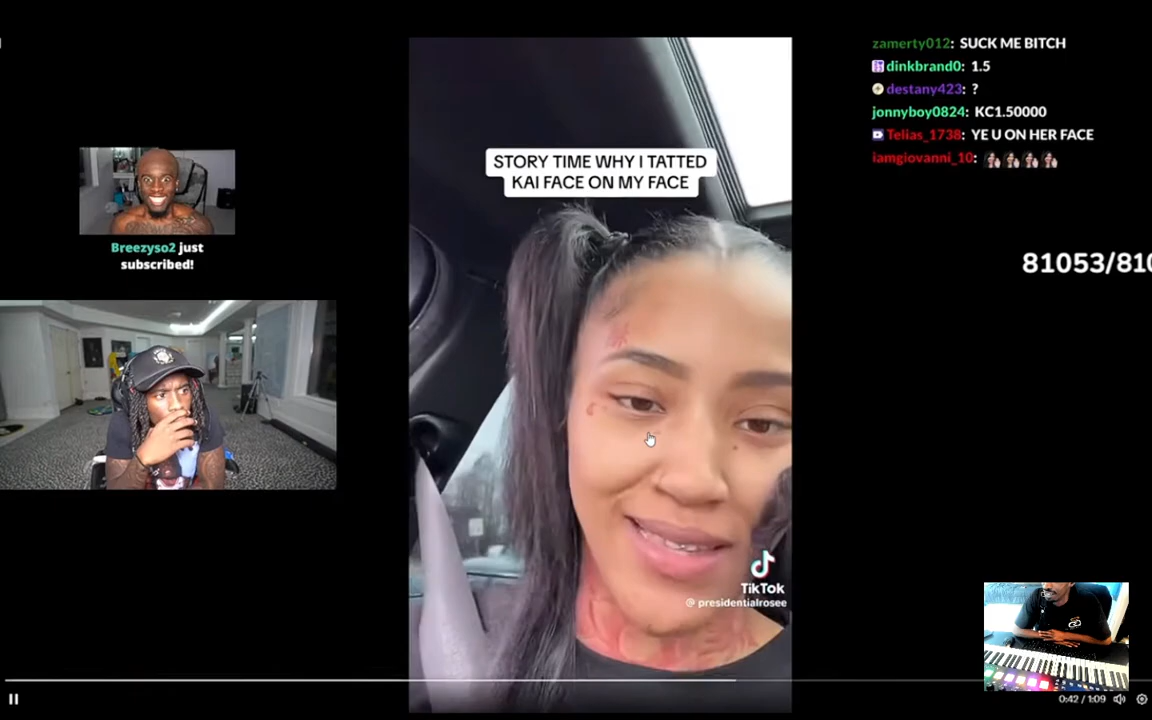 zamerty012: SUCK ME BITCH
dinkbrand0: 1.5
destany423: ?
jonnyboy0824: KC1.50000
Telias_1738: YE U ON HER FACE
iamgiovanni_10:
STORY TIME WHY I TATTED
KAI FACE ON MY FACE
Breezyso2 just
subscribed!
81053/810
TikTok
@ presidentialrosee
0:42 / 1:09